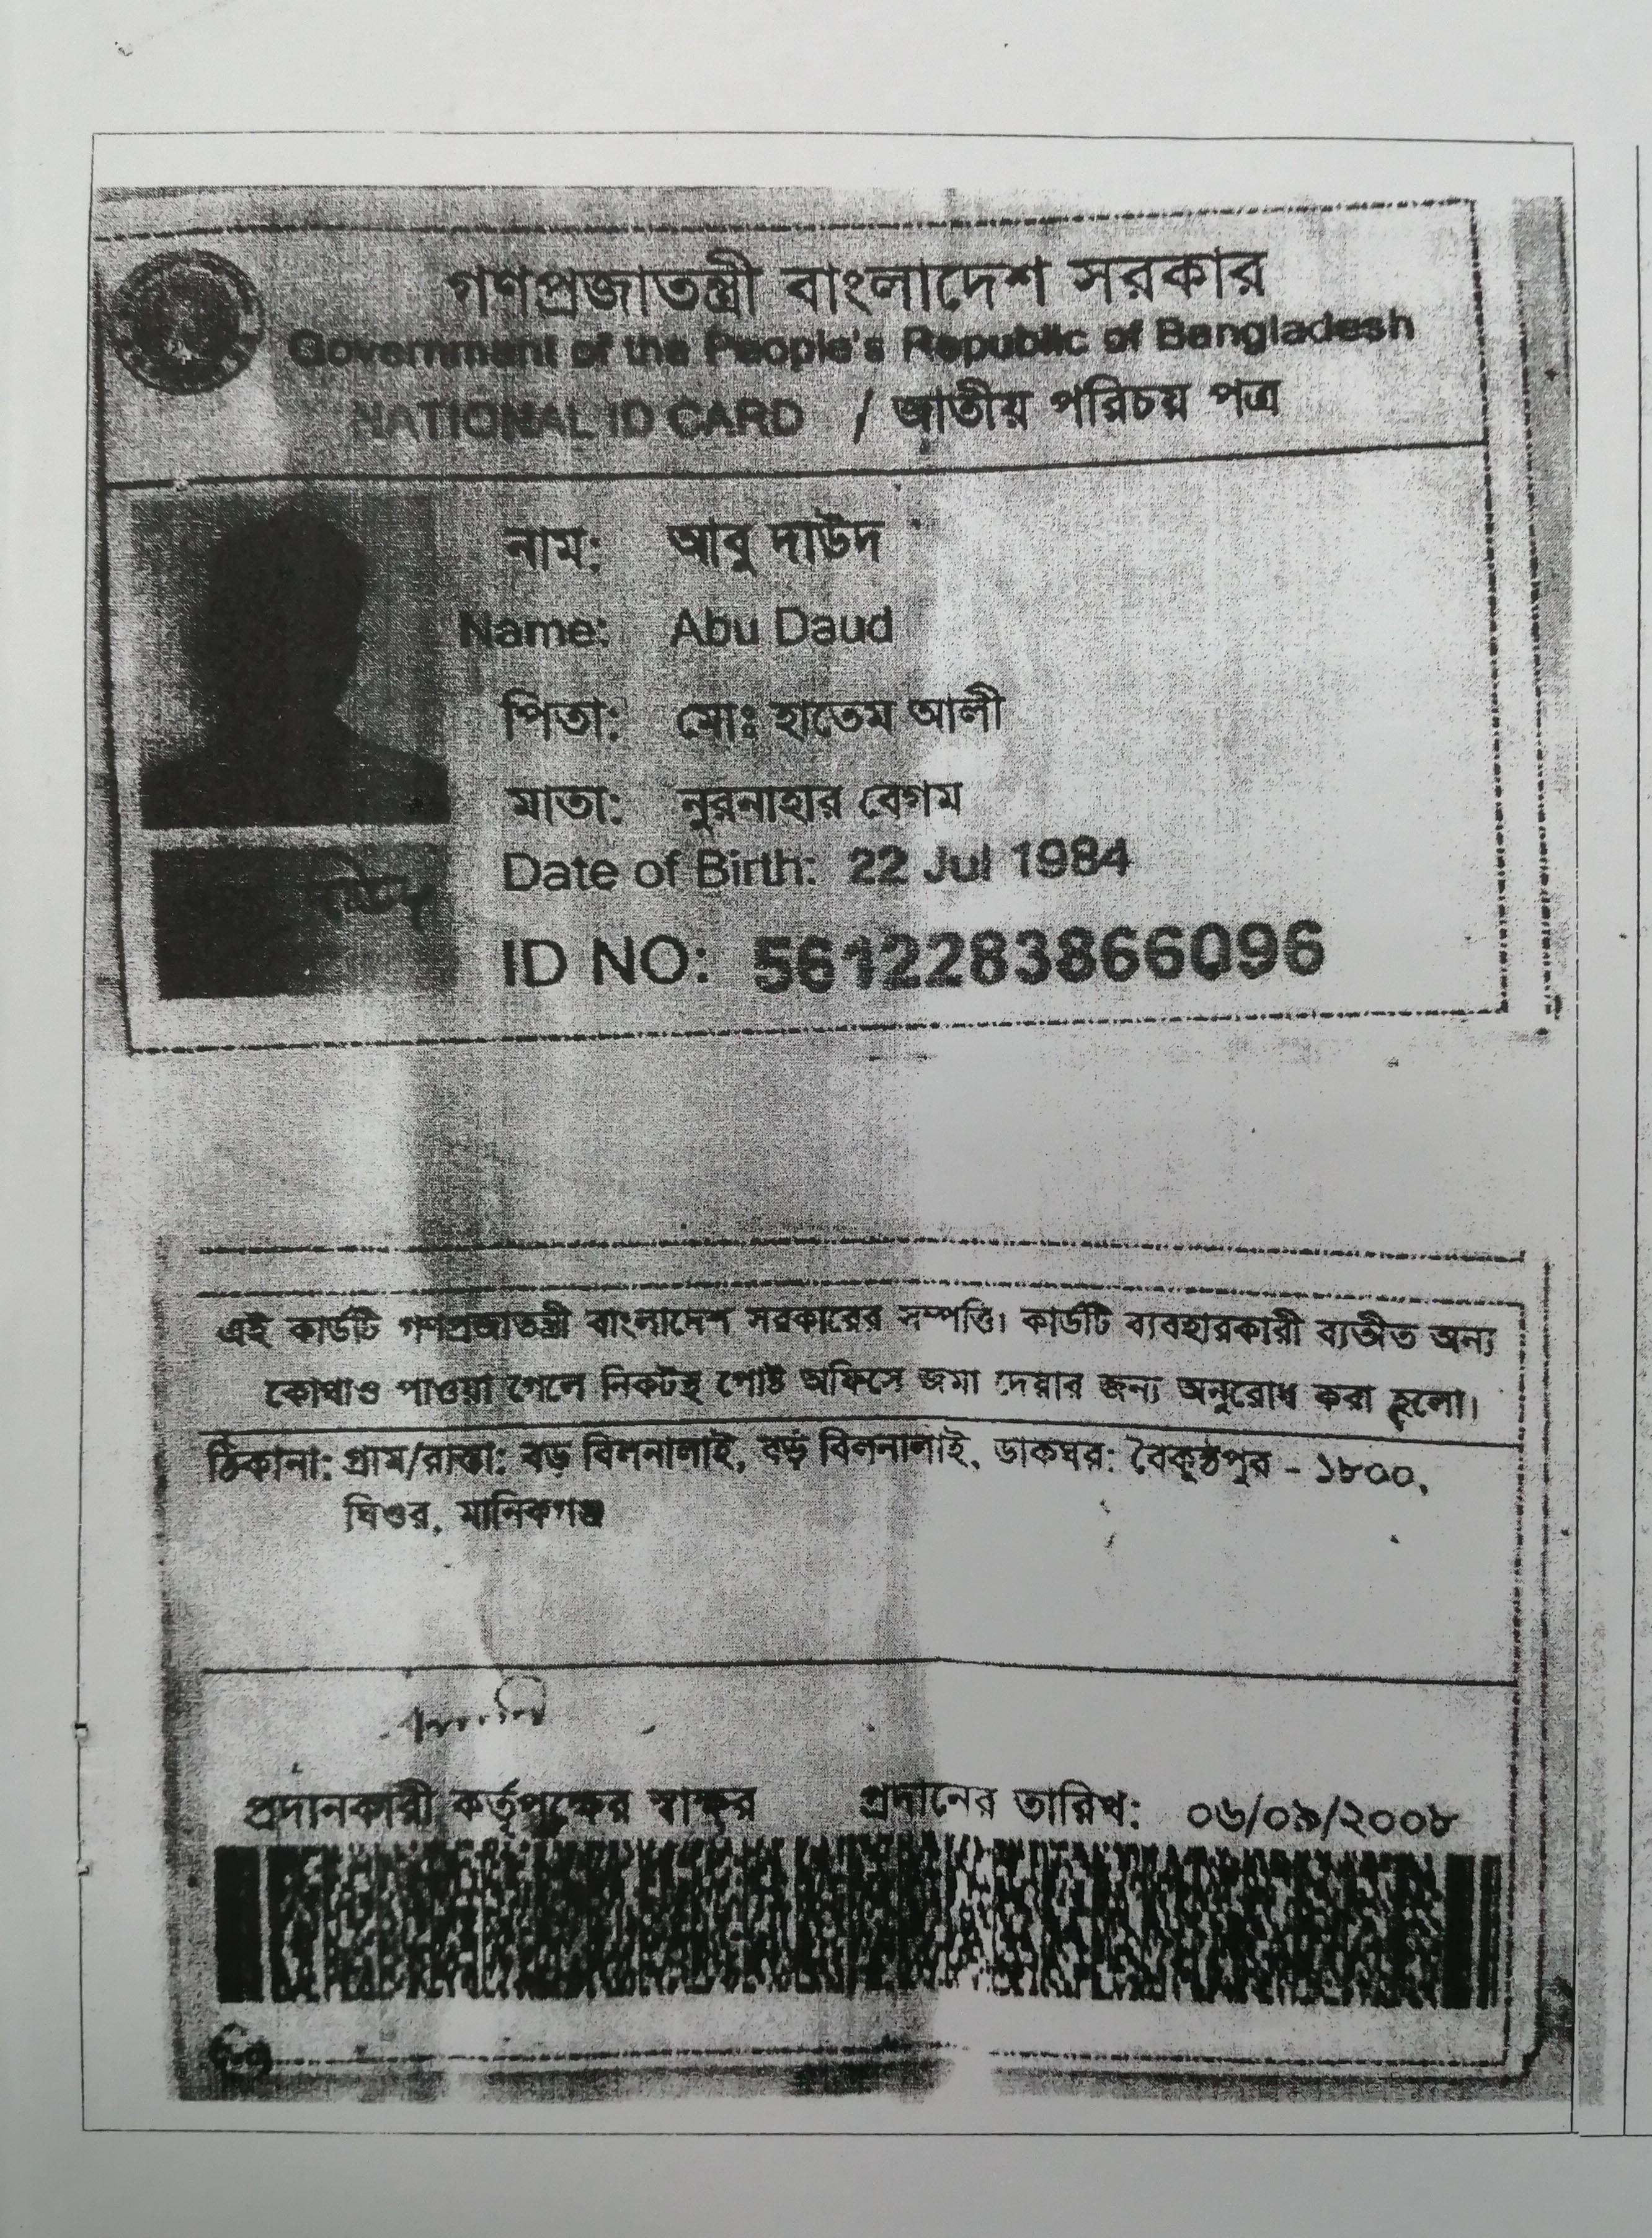 গণপ্রজাতন্ত্রী বাংলাদেশ সরকার
Government of the People's Republic of Bangladesh
NATIONAL ID CARD / জাতীয় পরিচয় পত্র
নাম: আবু দাউদ
Name: Abu Daud
পিতা: মোঃ হাতেম আলী
মাতা: নুরনাহার বেগম
Date of Birth: 22 Jul 1984
ID NO: 5612283866096
এই কার্ডটি গণপ্রজাতন্ত্রী বাংলাদেশ সরকারের সম্পত্তি। কার্ডটি ব্যবহারকারী ব্যতীত অন্য
কোথাও পাওয়া গেলে নিকটস্থ পোষ্ট অফিসে জমা দেয়ার জন্য অনুরোধ করা হলো।
ঠিকানা: গ্রাম/রাস্তা: বড় বিলনালাই, বড় বিলনালাই, ডাকঘর: বৈকুন্ঠপুর - ১৮০০,
ঘিওর, মানিকগঞ্জ
প্রদানকারী কর্তৃপক্ষের স্বাক্ষর প্রদানের তারিখ: ০৬/০৯/২০০৮